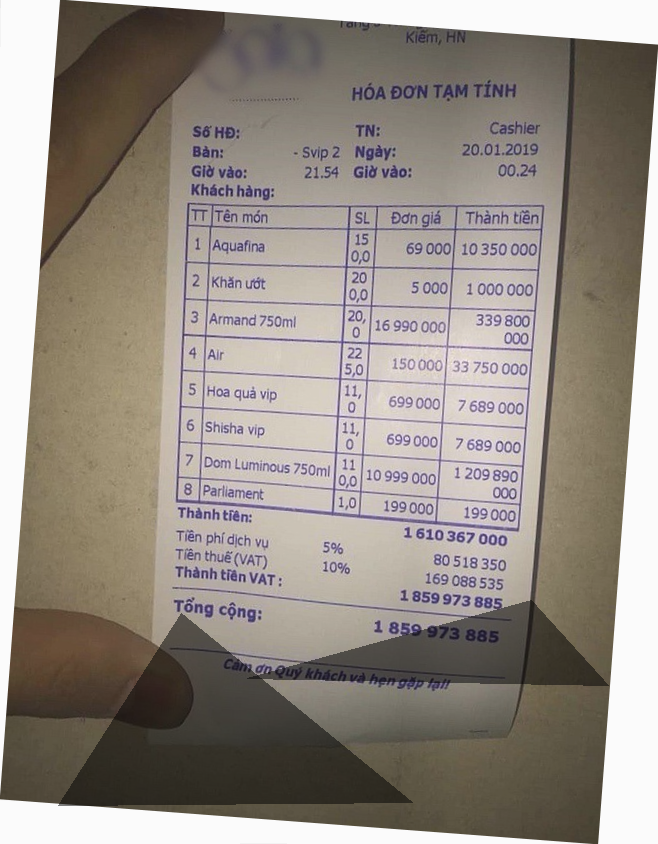 Kiếm, HN
HÓA ĐƠN TẠM TÍNH
Số HĐ: TN: Cashier
Bàn: - Svip 2 Ngày: 20.01.2019
Giờ vào: 21.54 Giờ vào: 00.24
Khách hàng:
TT Tên món SL Đơn giá Thành tiền
1 Aquafina 15 0,0 69 000 10 350 000
2 Khăn ướt 20 0,0 5 000 1 000 000
3 Armand 750ml 20, 0 16 990 000 339 800 000
4 Air 22 5,0 150 000 33 750 000
5 Hoa quả vip 11, 0 699 000 7 689 000
6 Shisha vip 11, 0 699 000 7 689 000
7 Dom Luminous 750ml 11 0,0 10 999 000 1 209 890 000
8 Parliament 1,0 199 000 199 000
Thành tiền: 1 610 367 000
Tiền phí dịch vụ 5% 80 518 350
Tiền thuế (VAT) 10% 169 088 535
Thành tiền VAT : 1 859 973 885
Tổng cộng: 1 859 973 885
Cảm ơn Quý khách và hẹn gặp lại!